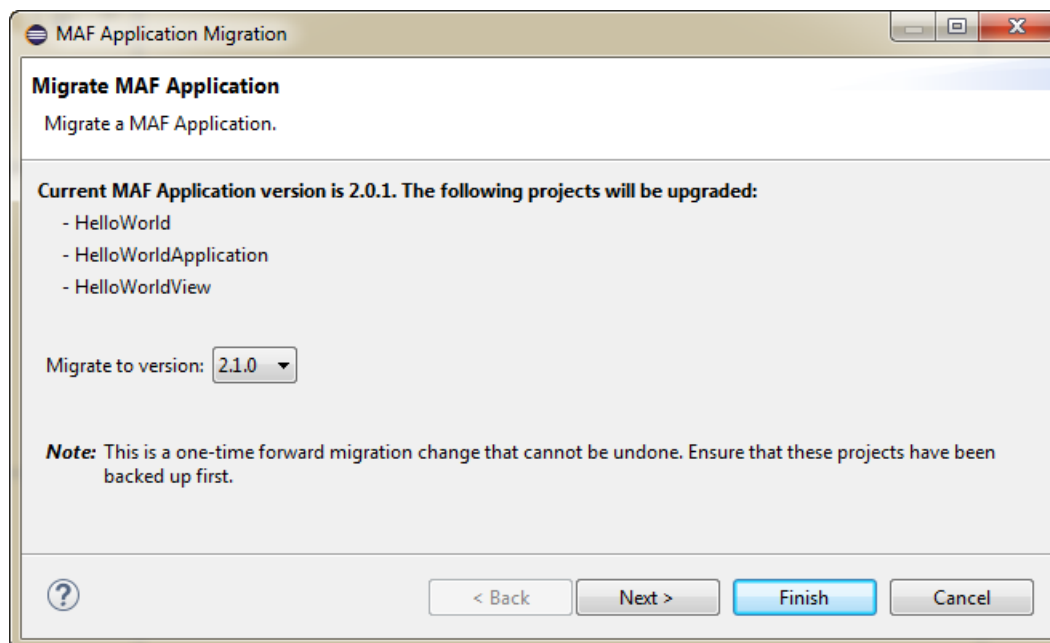 MAF Application Migration
Migrate MAF Application
Migrate a MAF Application.
Current MAF Application version is 2.0.1. The following projects will be upgraded:
- HelloWorld
- HelloWorldApplication
- HelloWorldView
Migrate to version: 2.1.0
Note: This is a one-time forward migration change that cannot be undone. Ensure that these projects have been
backed up first.
? < Back Next > Finish Cancel